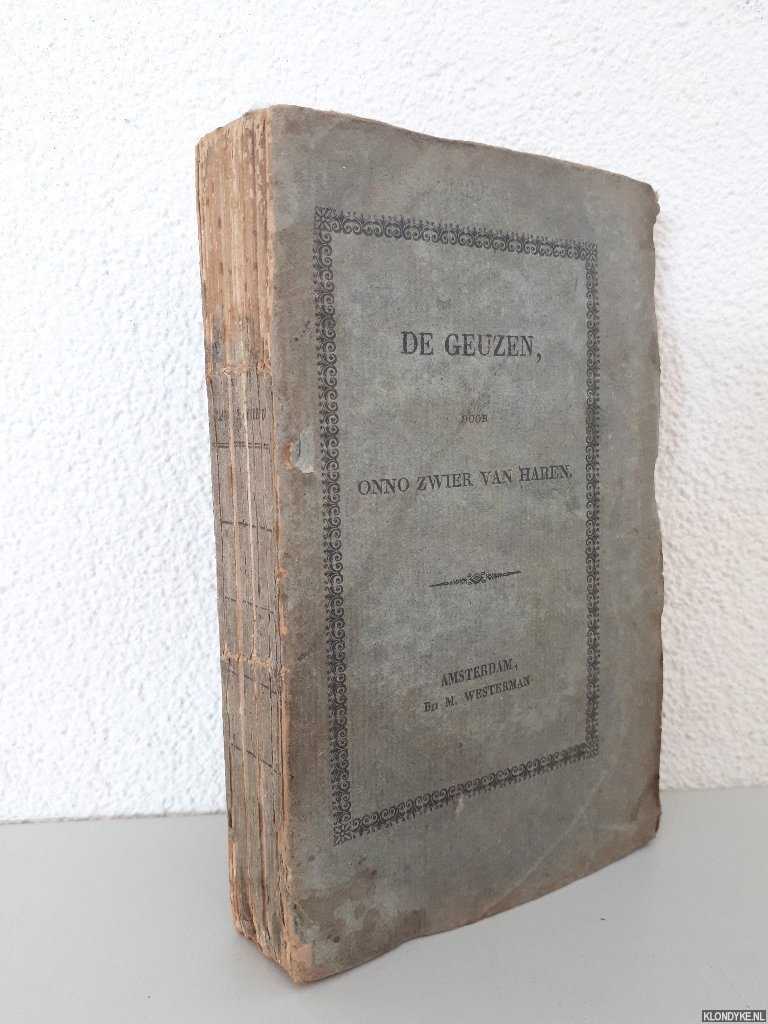 DE GEUZEN,
DOOR
ONNO ZWIER VAN HAREN.
AMSTERDAM,
Bij M. WESTERMAN.
KLONDYKE.NL